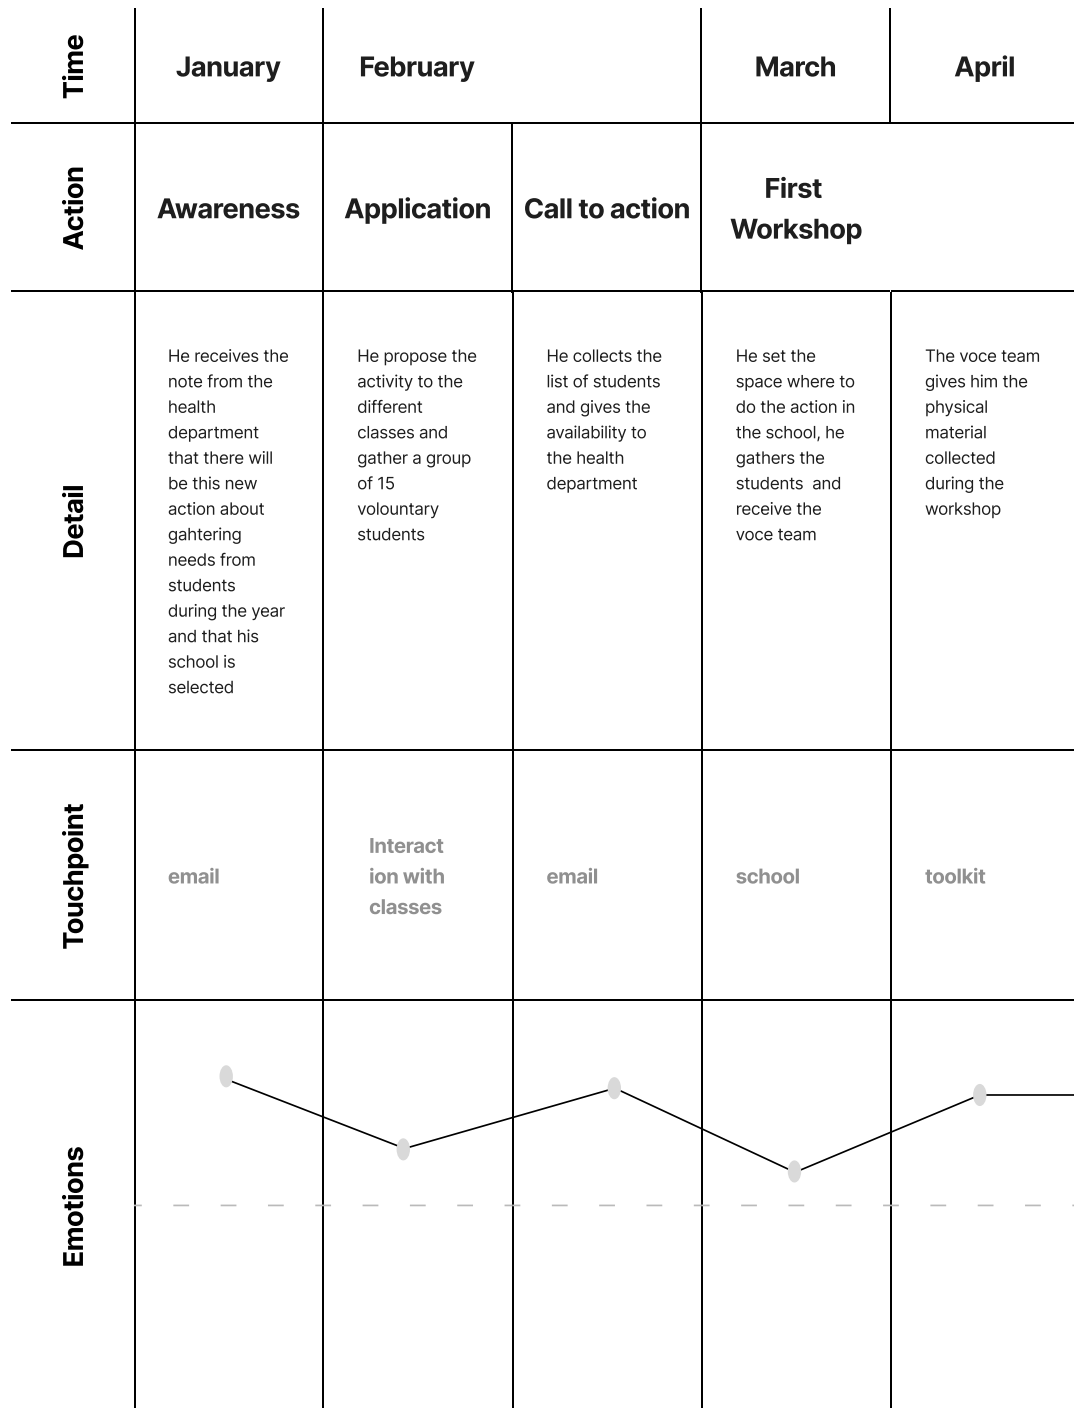 Time
January
February
March
April
Action
Awareness
Application
Call to action
First
Workshop
Detail
He receives the
note from the
health
department
that there will
be this new
action about
gahtering
needs from
students
during the year
and that his
school is
selected
He propose the
activity to the
different
classes and
gather a group
of 15
volountary
students
He collects the
list of students
and gives the
availability to
the health
department
He set the
space where to
do the action in
the school, he
gathers the
students  and
receive the
voce team
The voce team
gives him the
physical
material
collected
during the
workshop
Touchpoint
email
Interact
ion with
classes
email
school
toolkit
Emotions